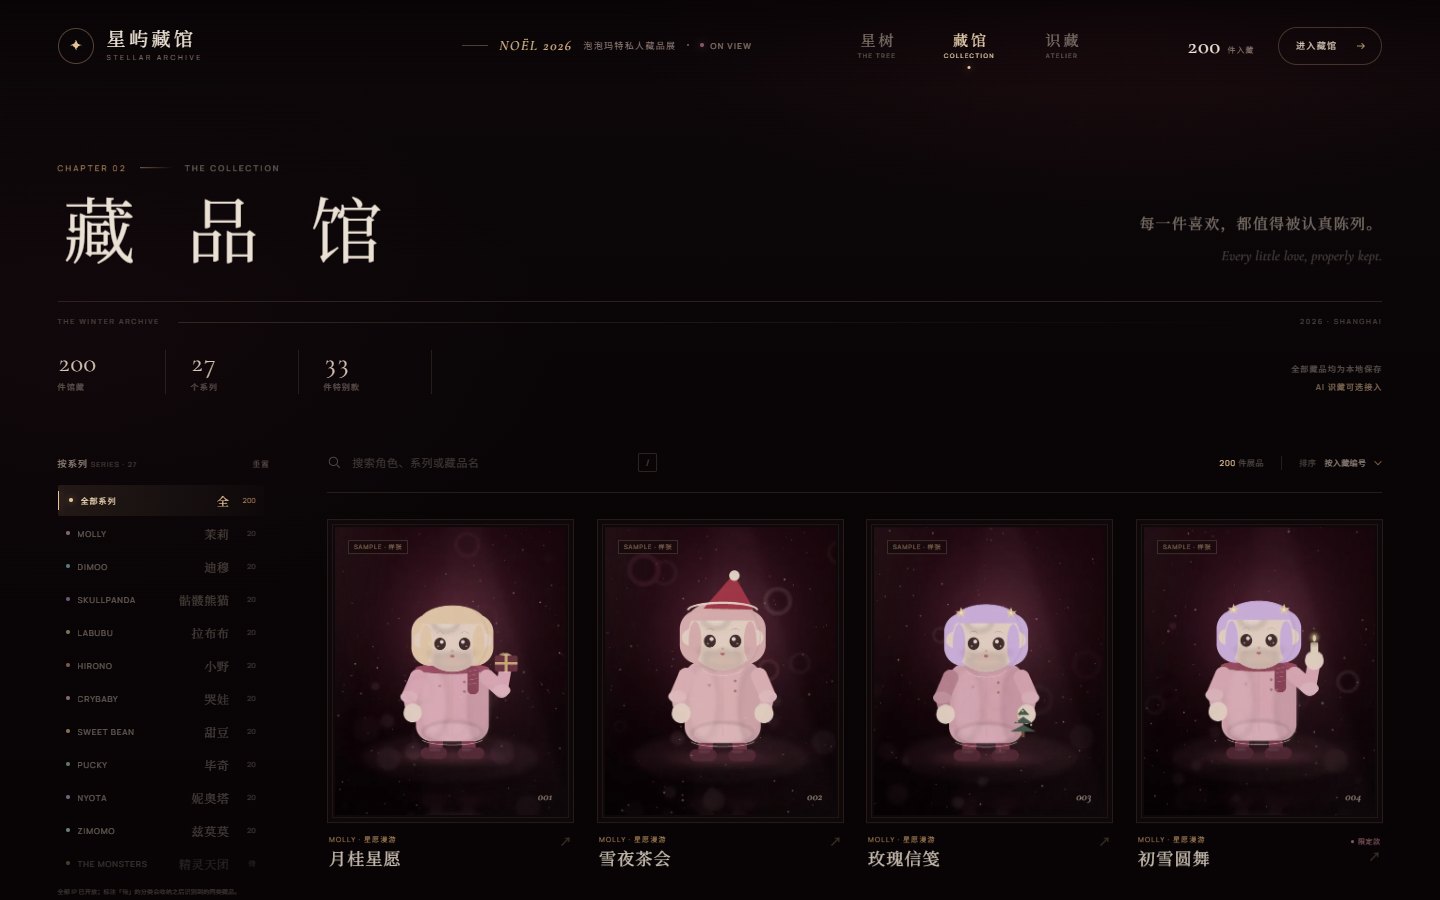 星屿藏馆
STELLAR ARCHIVE
NOËL 2026 泡泡玛特私人藏品展 · ON VIEW
星树
THE TREE
藏馆
COLLECTION
识藏
ATELIER
200 件入藏
进入藏馆 →
CHAPTER 02 THE COLLECTION
藏品馆
每一件喜欢，都值得被认真陈列。
Every little love, properly kept.
THE WINTER ARCHIVE
2026 · SHANGHAI
200
件馆藏
27
个系列
33
件特别款
全部藏品均为本地保存
AI 识藏可选接入
按系列 SERIES · 27 重置
全部系列 全 200
MOLLY 茉莉 20
DIMOO 迪穆 20
SKULLPANDA 骷髅熊猫 20
LABUBU 拉布布 20
HIRONO 小野 20
CRYBABY 哭娃 20
SWEET BEAN 甜豆 20
PUCKY 毕奇 20
NYOTA 妮奥塔 20
ZIMOMO 兹莫莫 20
THE MONSTERS 精灵天团
搜索角色、系列或藏品名 /
200 件展品
排序 按入藏编号
SAMPLE · 样张
001
MOLLY · 星愿漫游 ↗
月桂星愿
SAMPLE · 样张
002
MOLLY · 星愿漫游 ↗
雪夜茶会
SAMPLE · 样张
003
MOLLY · 星愿漫游 ↗
玫瑰信笺
SAMPLE · 样张
004
MOLLY · 星愿漫游
限定款
初雪圆舞 ↗